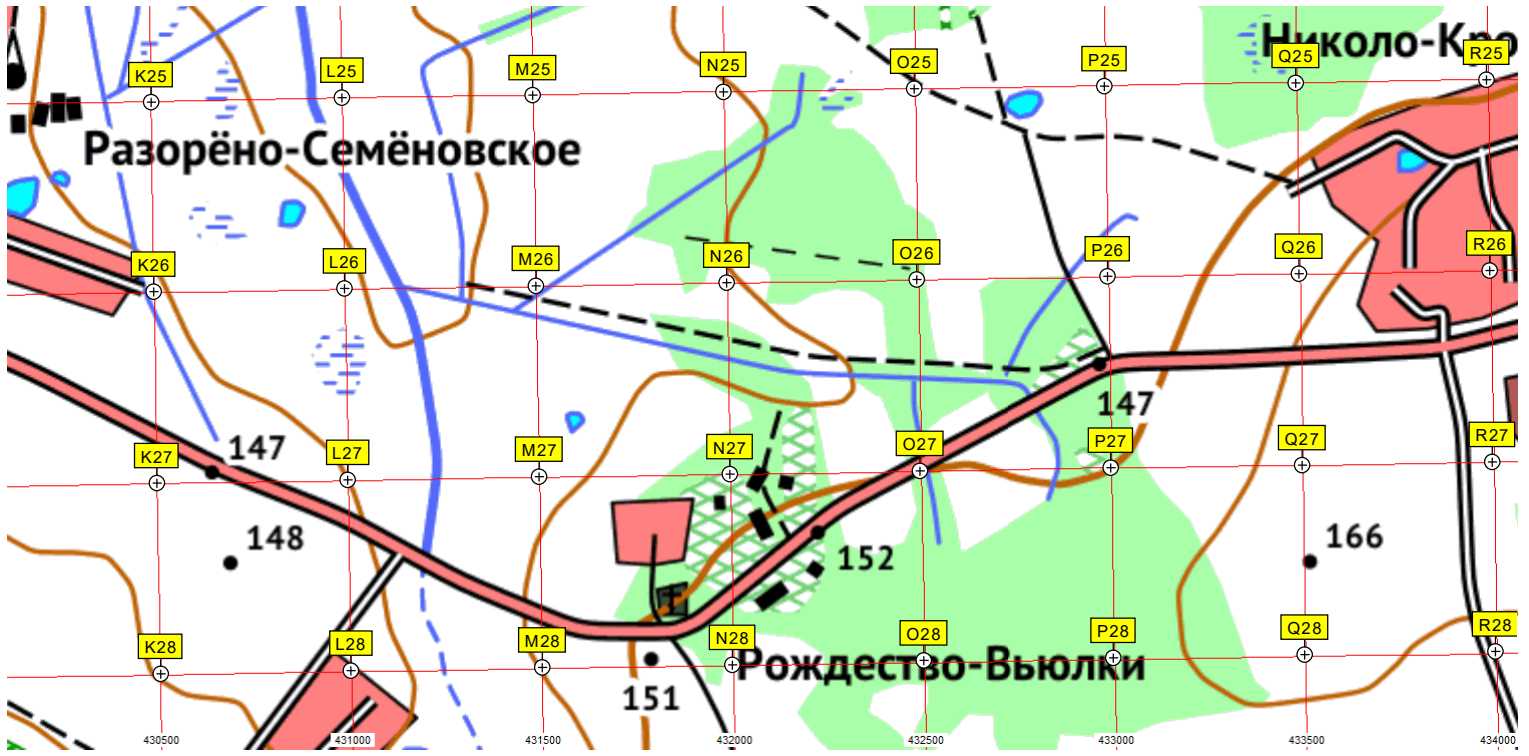 Николо-Кро
K25 L25 M25 N25 O25 P25 Q25 R25
Разорёно-Семёновское
K26 L26 M26 N26 O26 P26 Q26 R26
147
147
K27 L27 M27 N27 O27 P27 Q27 R27
148
152
166
K28 L28 M28 N28 O28 P28 Q28 R28
Рождество-Вьюлки
151
430500 431000 431500 432000 432500 433000 433500 434000